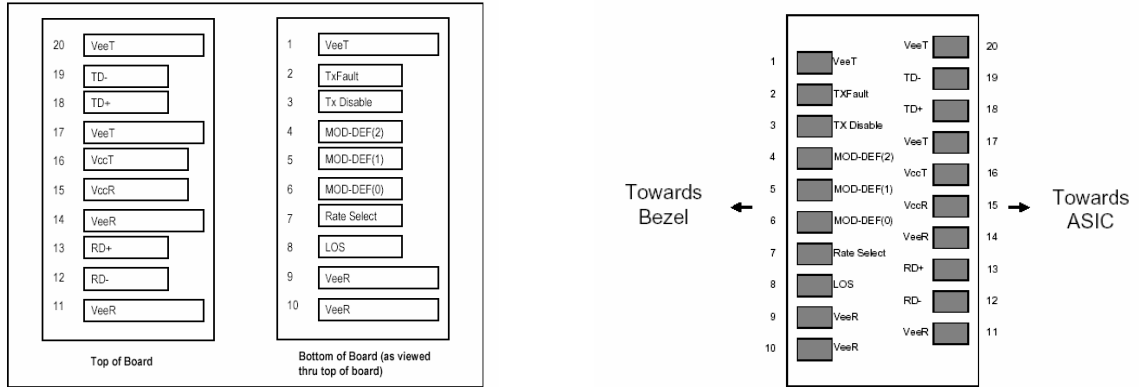 20 VeeT
19 TD-
18 TD+
17 VeeT
16 VccT
15 VccR
14 VeeR
13 RD+
12 RD-
11 VeeR
Top of Board
1 VeeT
2 TxFault
3 Tx Disable
4 MOD-DEF(2)
5 MOD-DEF(1)
6 MOD-DEF(0)
7 Rate Select
8 LOS
9 VeeR
10 VeeR
Bottom of Board (as viewed
thru top of board)
Towards
Bezel
1 VeeT
2 TXFault
3 TX Disable
4 MOD-DEF(2)
5 MOD-DEF(1)
6 MOD-DEF(0)
7 Rate Select
8 LOS
9 VeeR
10 VeeR
VeeT 20
TD- 19
TD+ 18
VeeT 17
VccT 16
VccR 15
VeeR 14
RD+ 13
RD- 12
VeeR 11
Towards
ASIC